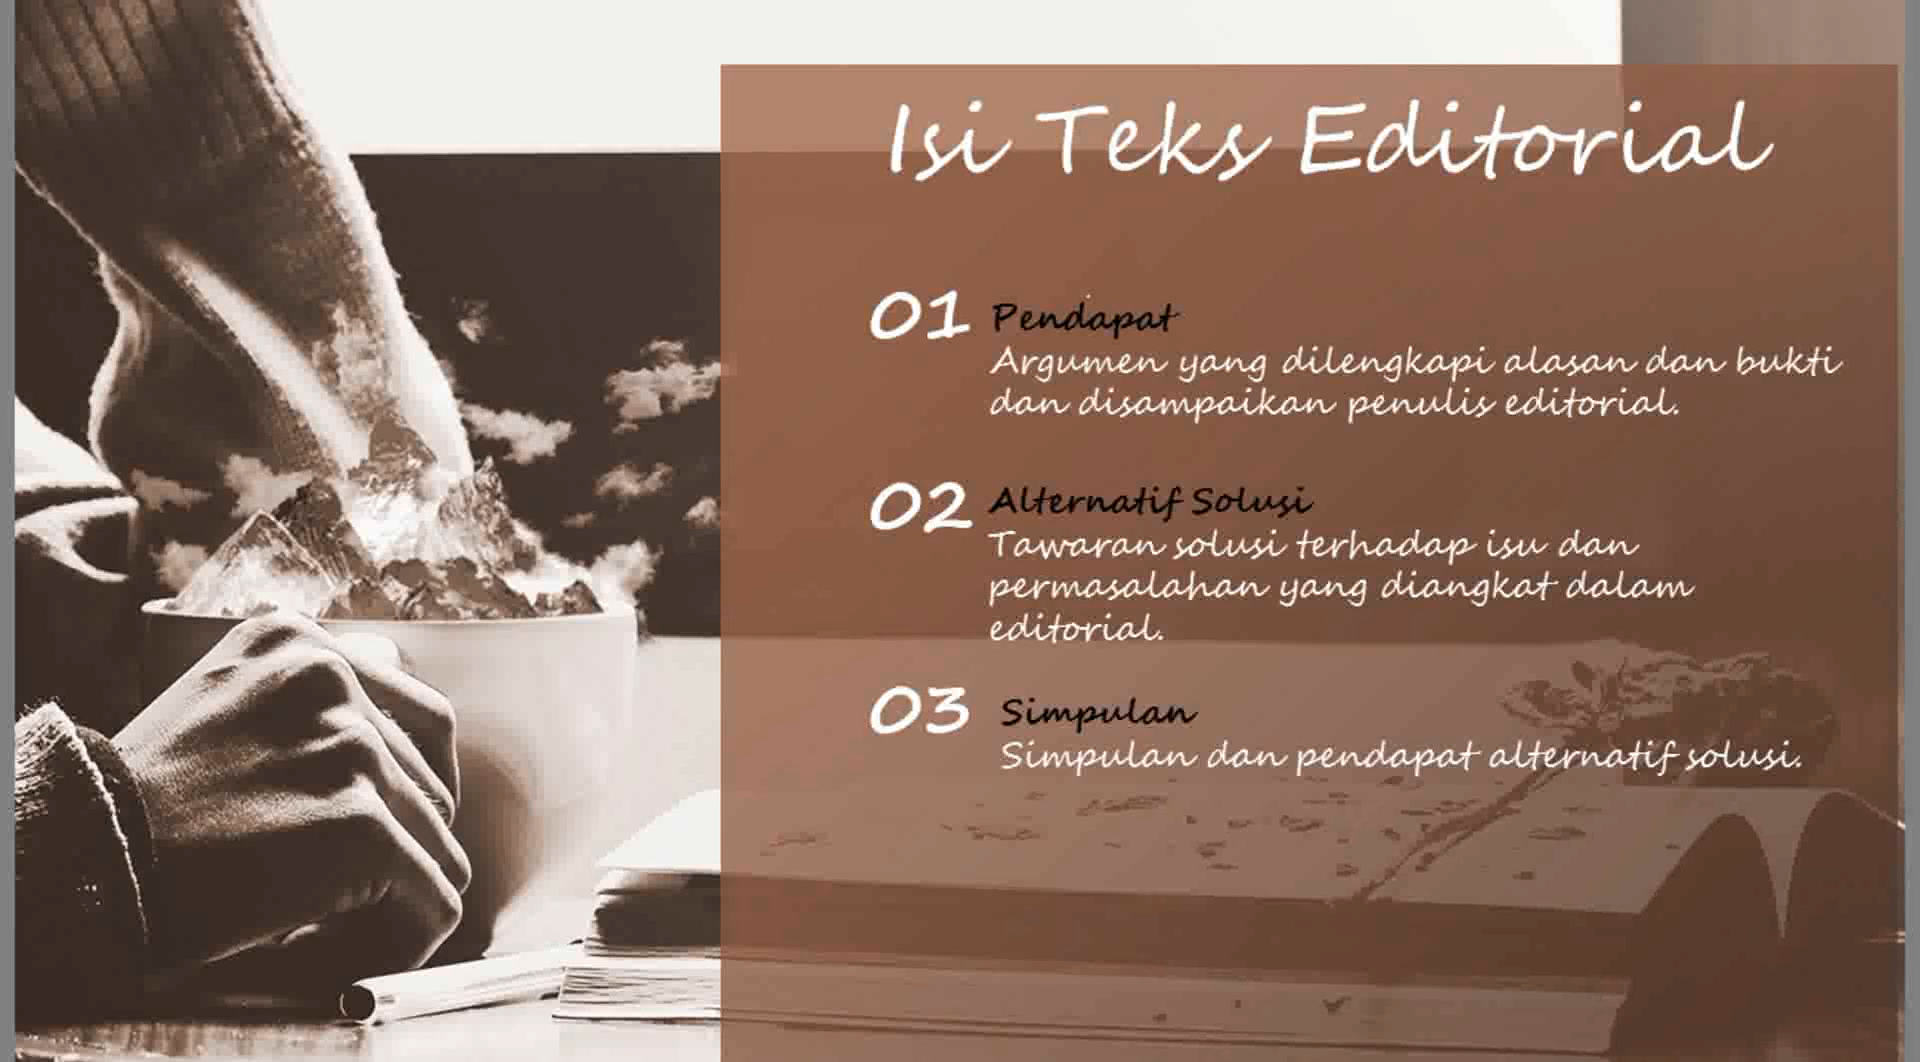 Isi Teks Editorial
01 Pendapat
Argumen yang dilengkapi alasan dan bukti
dan disampaikan penulis editorial.
02 Alternatif Solusi
Tawaran solusi terhadap isu dan
permasalahan yang diangkat dalam
editorial.
03 Simpulan
Simpulan dan pendapat alternatif solusi.